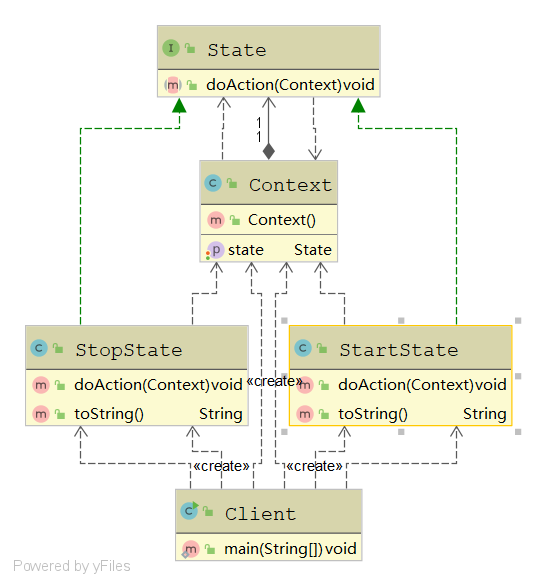 I State
m doAction(Context) void
1
1
C Context
m Context()
p state State
C StopState
m doAction(Context) void
m toString() String
«create»
C StartState
m doAction(Context) void
m toString() String
«create»
«create»
C Client
m main(String[]) void
Powered by yFiles